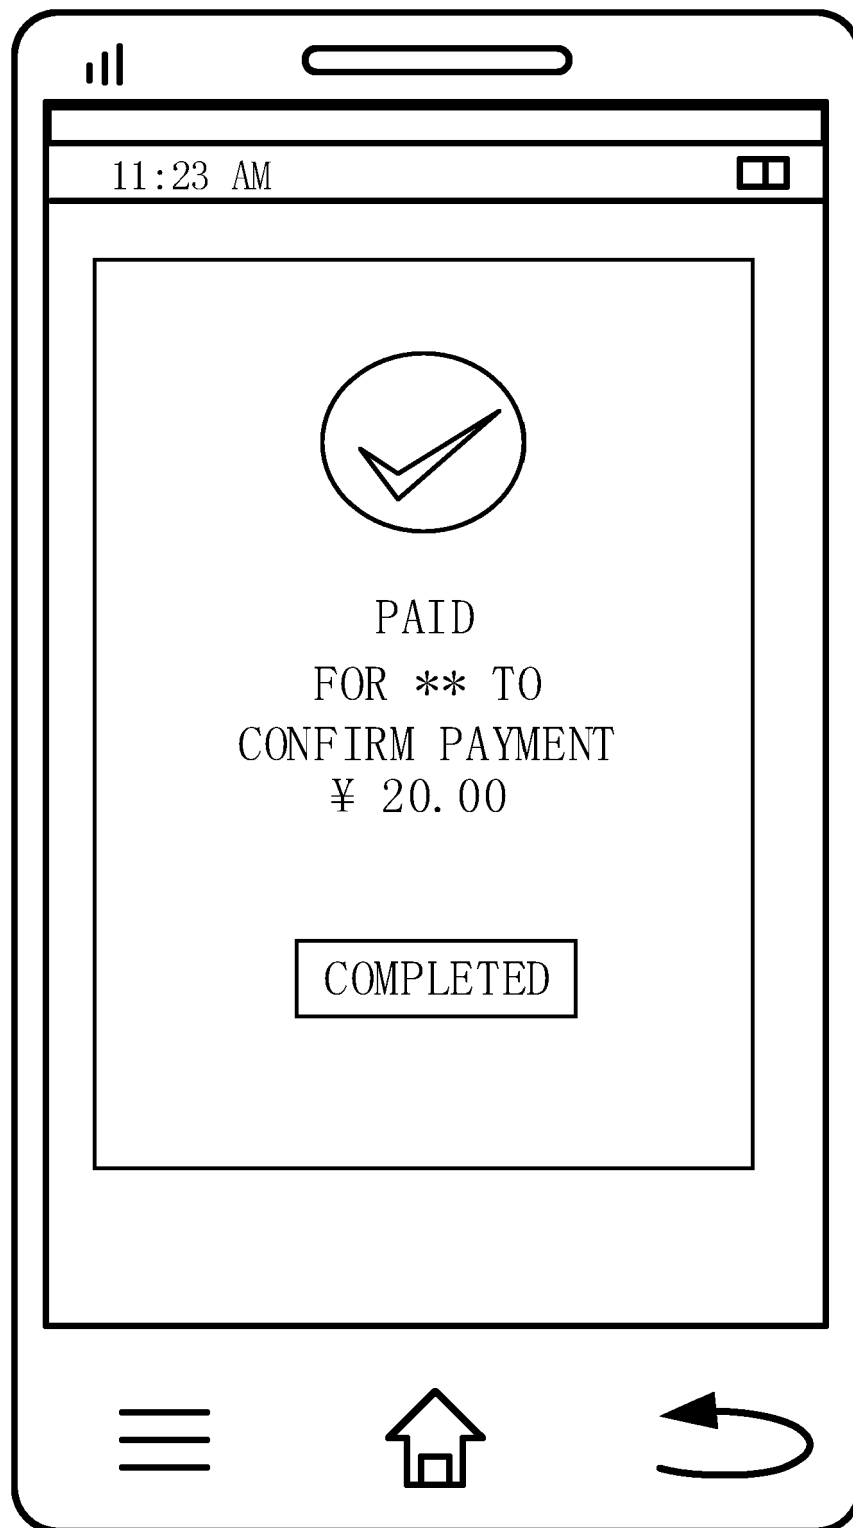 11:23 AM
PAID
FOR ** TO
CONFIRM PAYMENT
¥ 20.00
COMPLETED